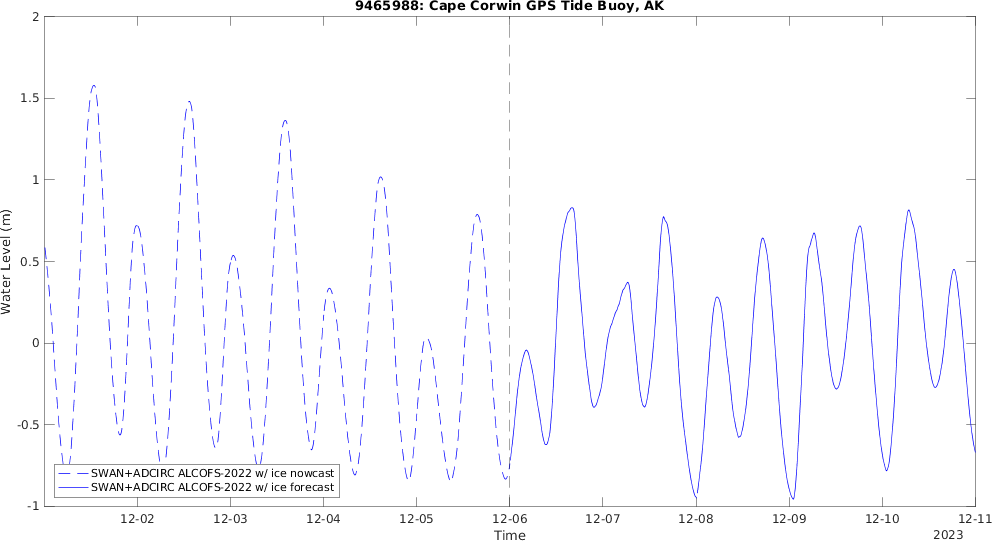 9465988: Cape Corwin GPS Tide Buoy, AK
Water Level (m)
2
1.5
1
0.5
0
-0.5
-1
SWAN+ADCIRC ALCOFS-2022 w/ ice nowcast
SWAN+ADCIRC ALCOFS-2022 w/ ice forecast
12-02 12-03 12-04 12-05 12-06 12-07 12-08 12-09 12-10 12-11
Time
2023